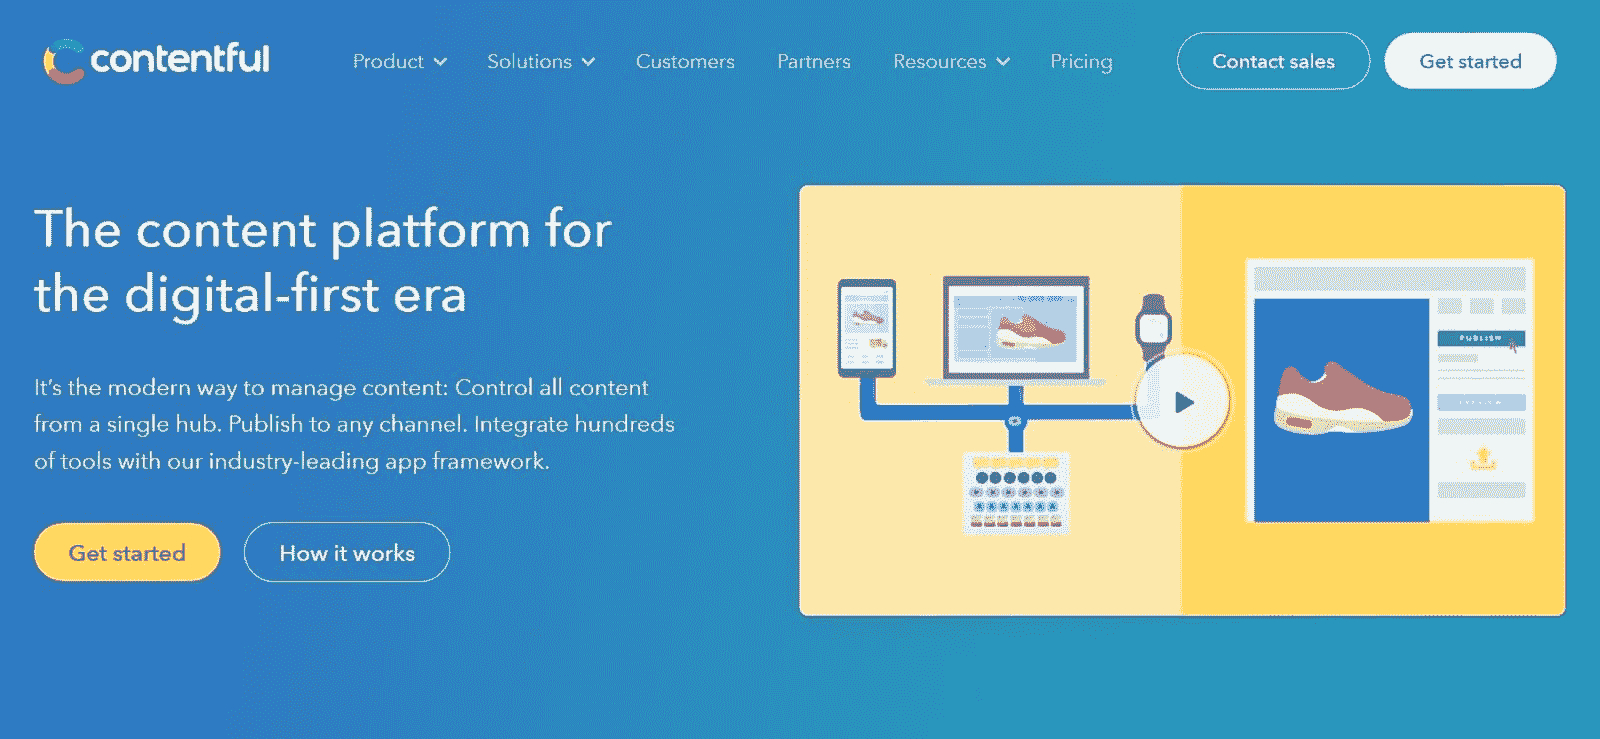 contentful
Product
Solutions
Customers
Partners
Resources
Pricing
Contact sales
Get started
The content platform for
the digital-first era
It's the modern way to manage content: Control all content
from a single hub. Publish to any channel. Integrate hundreds
of tools with our industry-leading app framework.
Get started
How it works
PUBLISH